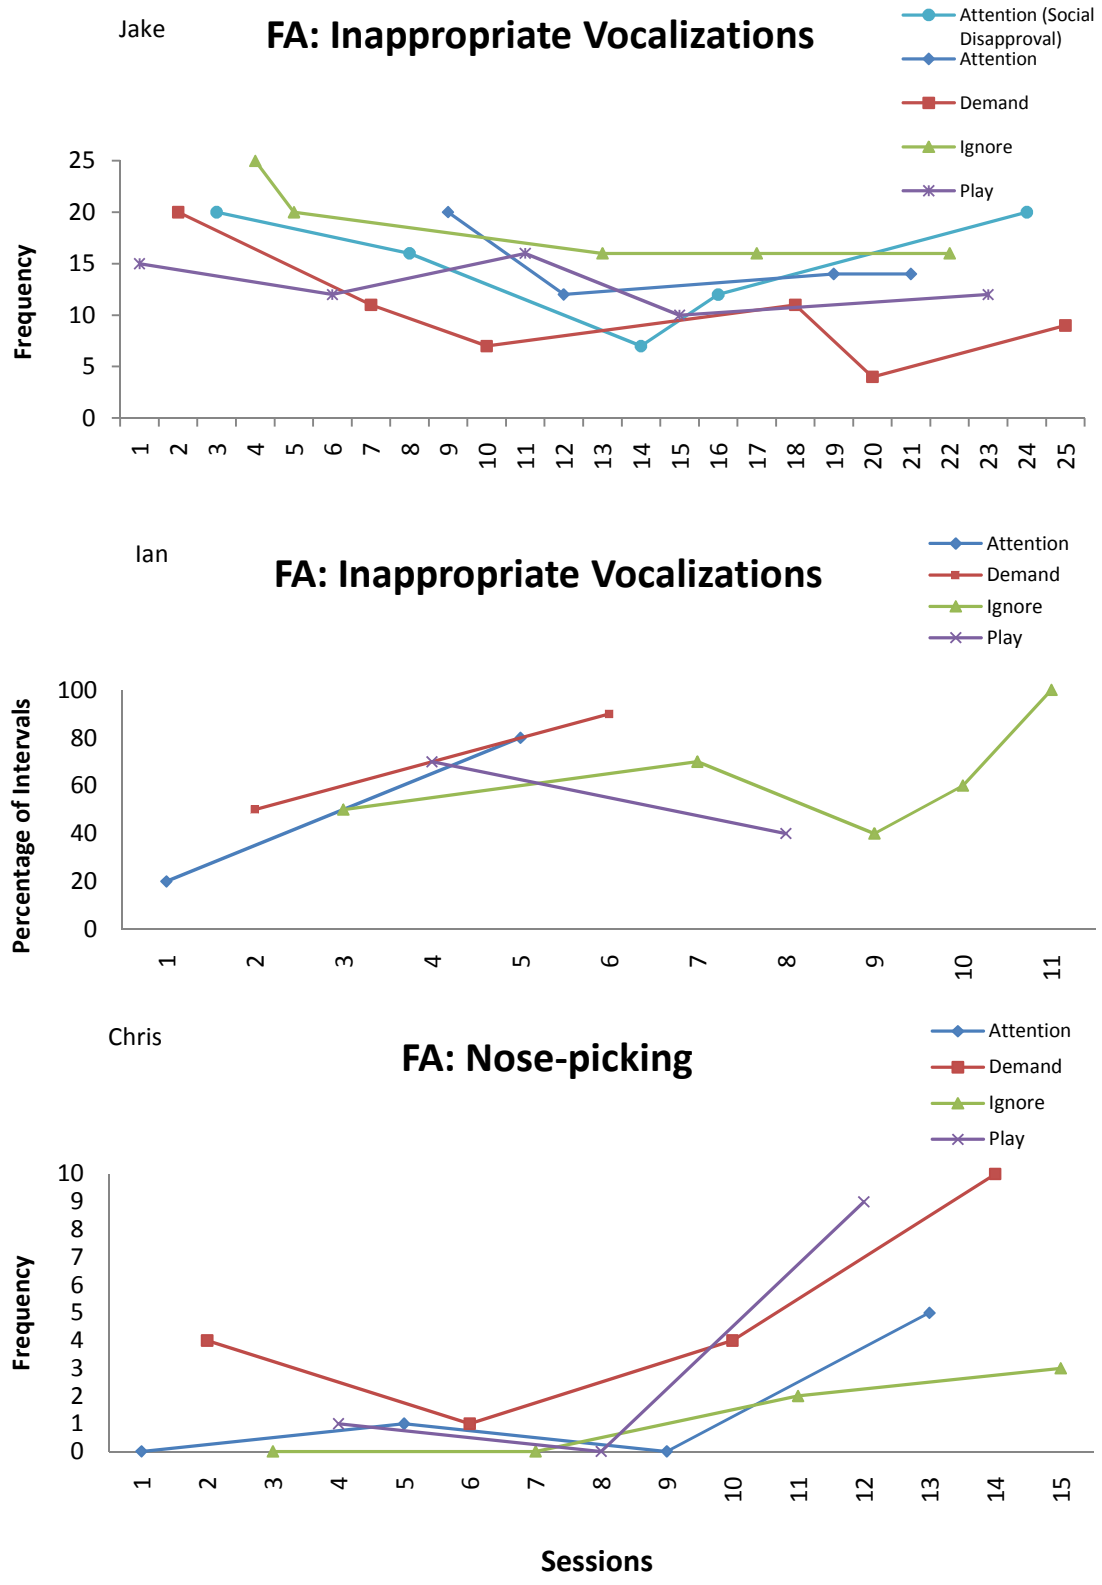 Jake
FA: Inappropriate Vocalizations
Attention (Social
Disapproval)
Attention
Demand
Ignore
Play
Frequency
25
20
15
10
5
0
1 2 3 4 5 6 7 8 9 10 11 12 13 14 15 16 17 18 19 20 21 22 23 24 25
Ian
FA: Inappropriate Vocalizations
Attention
Demand
Ignore
Play
Percentage of Intervals
100
80
60
40
20
0
1 2 3 4 5 6 7 8 9 10 11
Chris
FA: Nose-picking
Attention
Demand
Ignore
Play
Frequency
10
9
8
7
6
5
4
3
2
1
0
1 2 3 4 5 6 7 8 9 10 11 12 13 14 15
Sessions